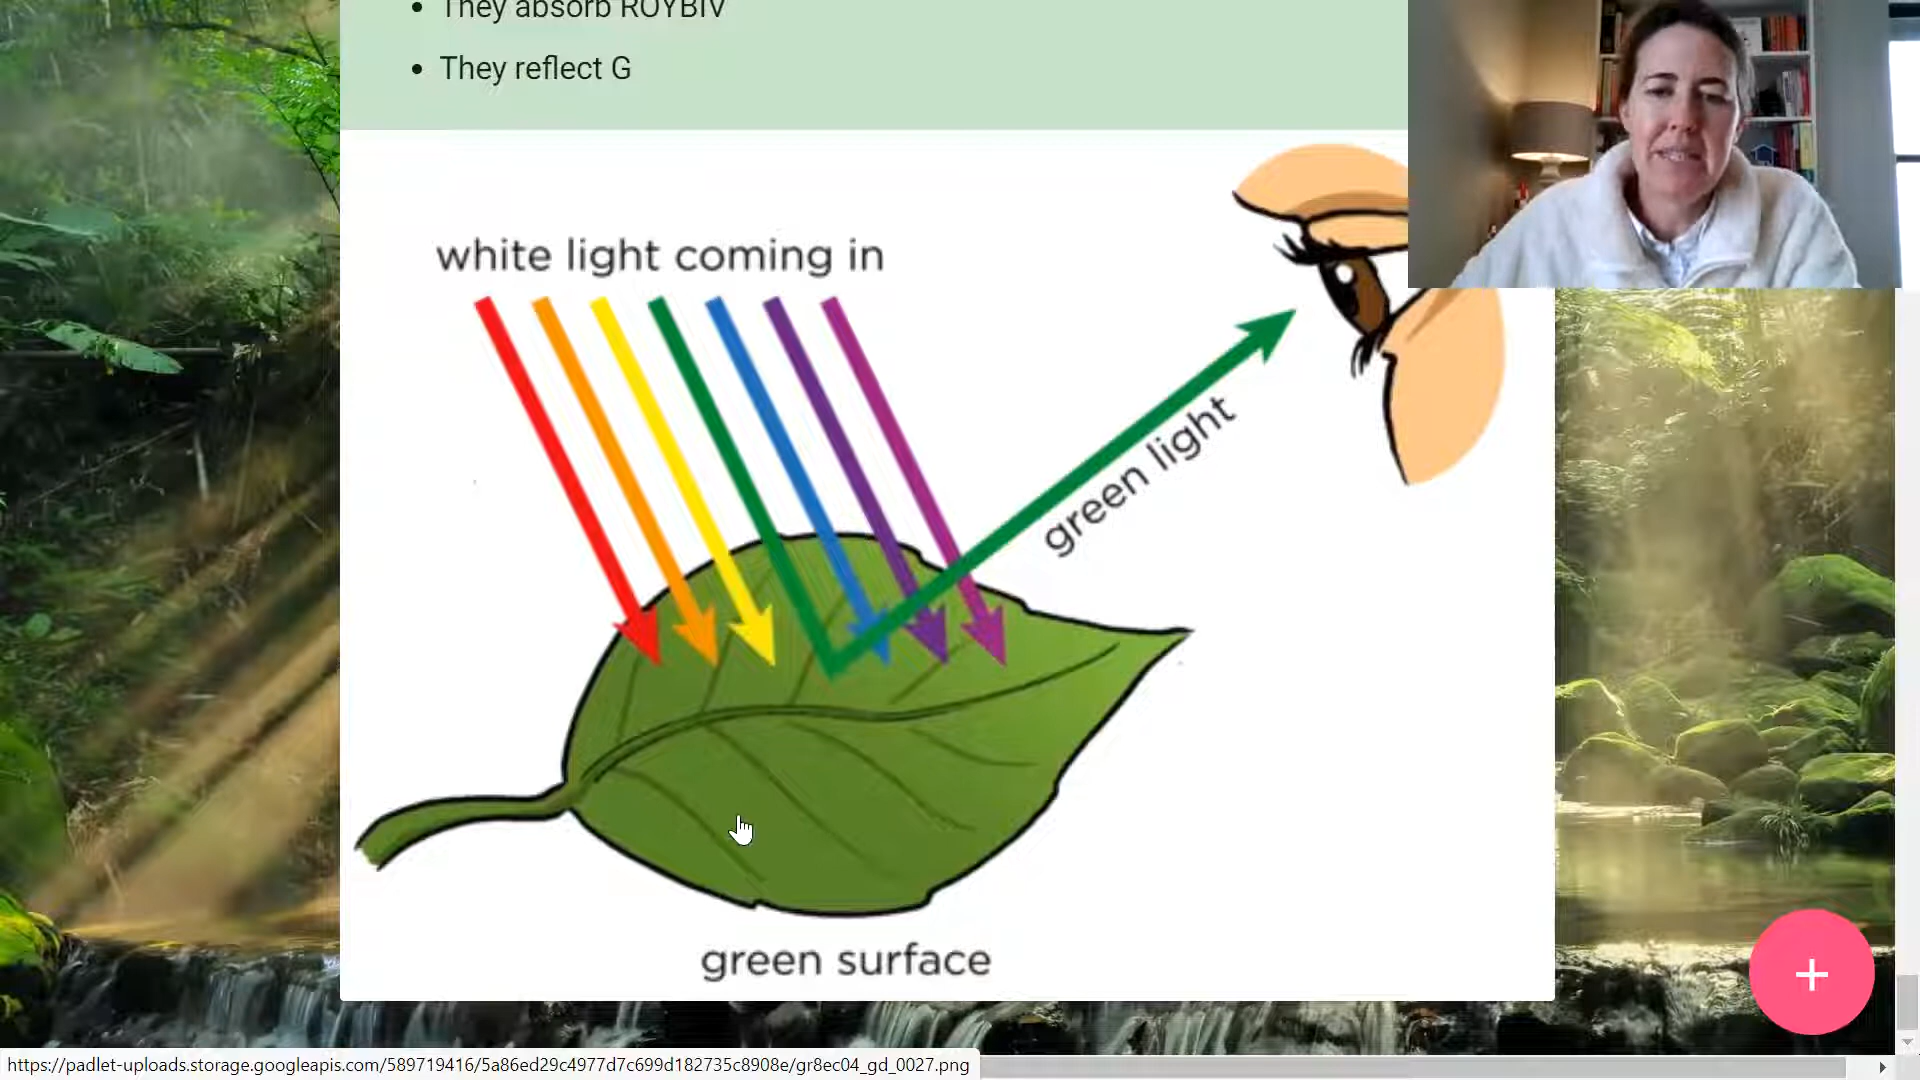 They absorb ROYBIV
They reflect G
white light coming in
green light
green surface
https://padlet-uploads.storage.googleapis.com/589719416/5a86ed29c4977d7c699d182735c8908e/gr8ec04_gd_0027.png